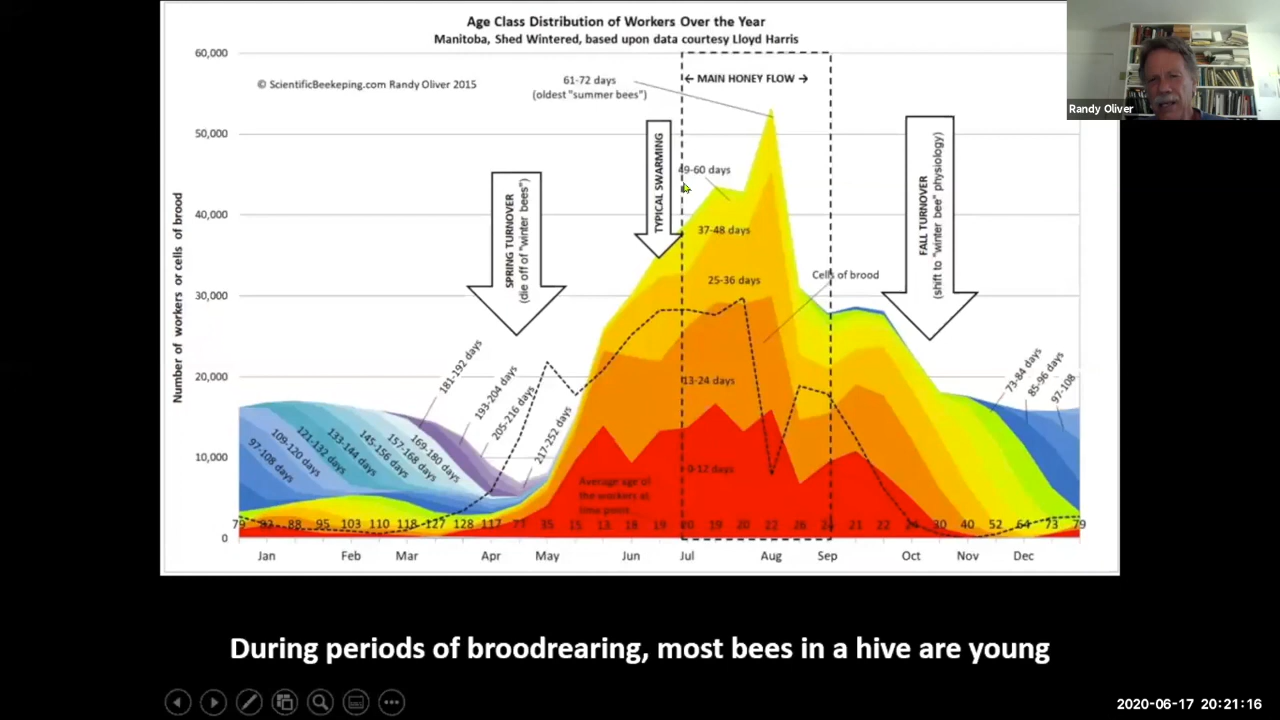 Age Class Distribution of Workers Over the Year
Manitoba, Shed Wintered, based upon data courtesy Lloyd Harris
© ScientificBeekeping.com Randy Oliver 2015
Randy Oliver
61-72 days
(oldest "summer bees")
← MAIN HONEY FLOW →
60,000
50,000
40,000
30,000
20,000
10,000
0
Number of workers or cells of brood
SPRING TURNOVER
(die off of "winter bees")
TYPICAL SWARMING
FALL TURNOVER
(shift to "winter bee" physiology)
49-60 days
37-48 days
25-36 days
Cells of brood
13-24 days
0-12 days
97-108 days
109-120 days
121-132 days
133-144 days
145-156 days
157-168 days
169-180 days
181-192 days
193-204 days
205-216 days
217-252 days
73-84 days
85-96 days
97-108
Average age of
the workers at
time point
79 92 88 95 103 110 118 127 128 117 77 35 15 13 18 19 20 19 20 22 26 21 22 30 40 52 64 73 79
Jan Feb Mar Apr May Jun Jul Aug Sep Oct Nov Dec
During periods of broodrearing, most bees in a hive are young
2020-06-17 20:21:16